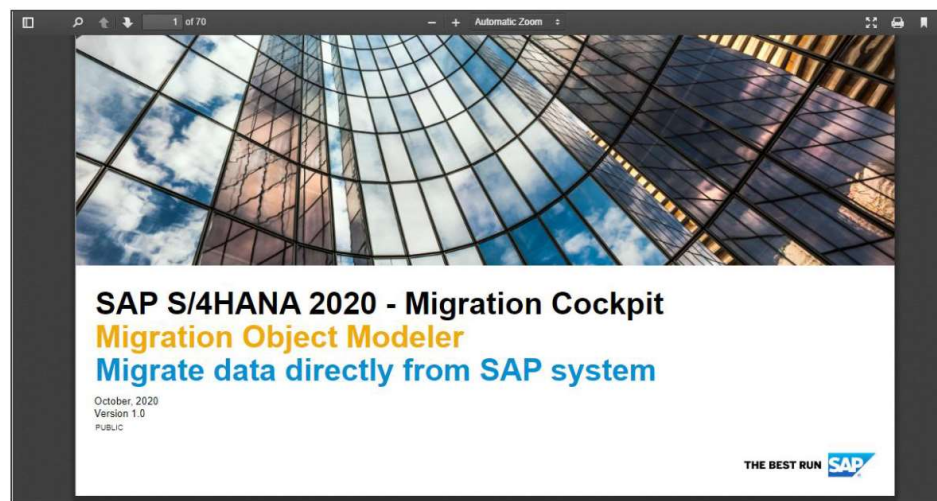 1 of 70
Automatic Zoom
SAP S/4HANA 2020 - Migration Cockpit
Migration Object Modeler
Migrate data directly from SAP system
October, 2020
Version 1.0
PUBLIC
THE BEST RUN SAP